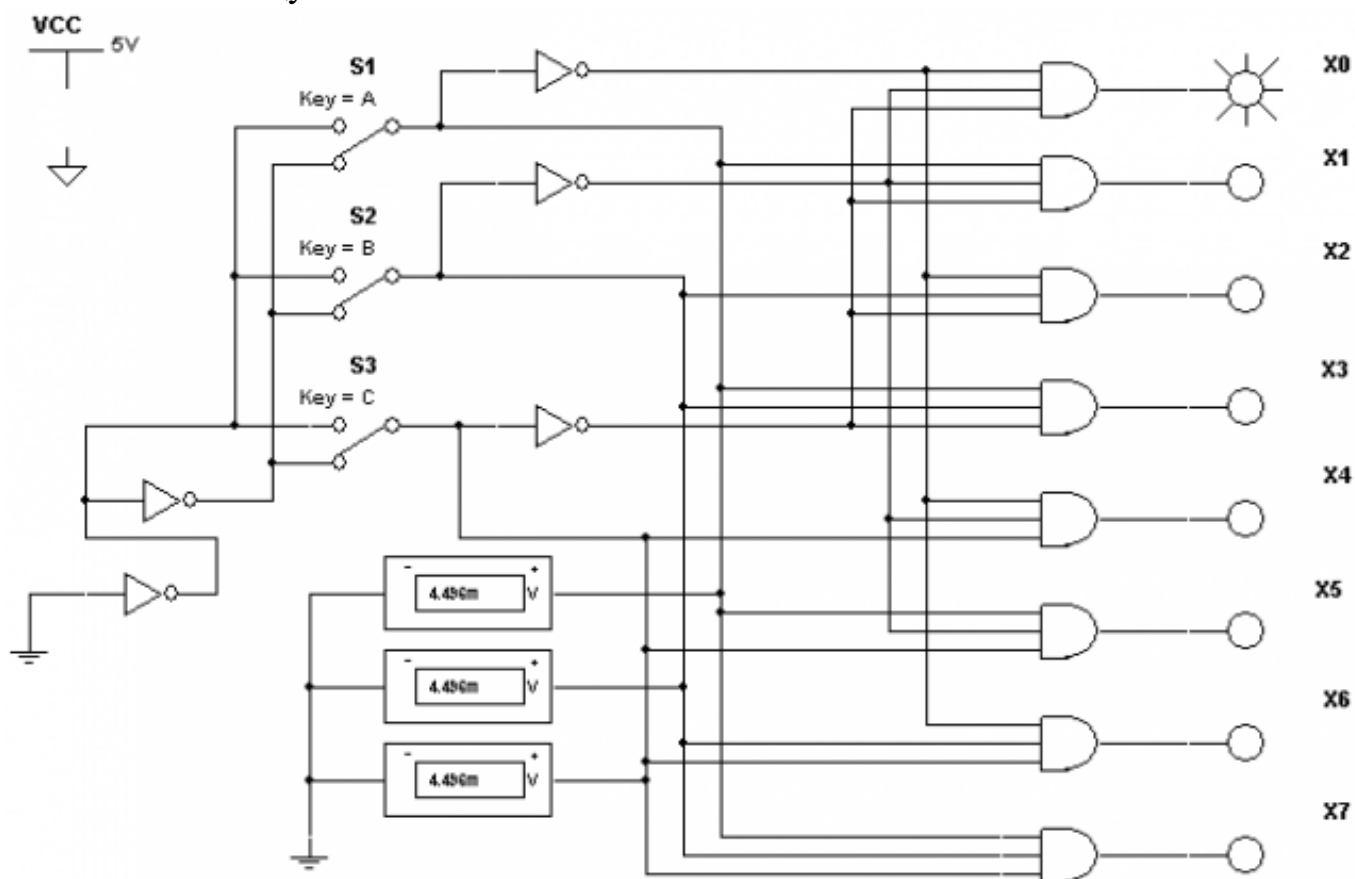 VCC
5V
S1
Key = A
S2
Key = B
S3
Key = C
X0
X1
X2
X3
X4
X5
X6
X7
- +
4.496m V
- +
4.496m V
- +
4.496m V